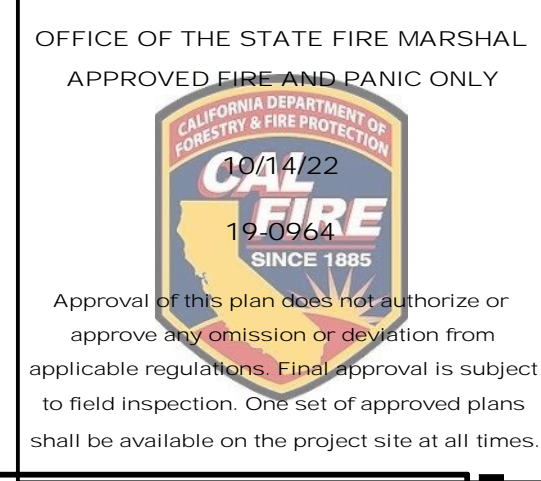 OFFICE OF THE STATE FIRE MARSHAL
APPROVED FIRE AND PANIC ONLY
CALIFORNIA DEPARTMENT OF
FORESTRY & FIRE PROTECTION
10/14/22
CAL
FIRE
19-0964
SINCE 1885
Approval of this plan does not authorize or
approve any omission or deviation from
applicable regulations. Final approval is subject
to field inspection. One set of approved plans
shall be available on the project site at all times.